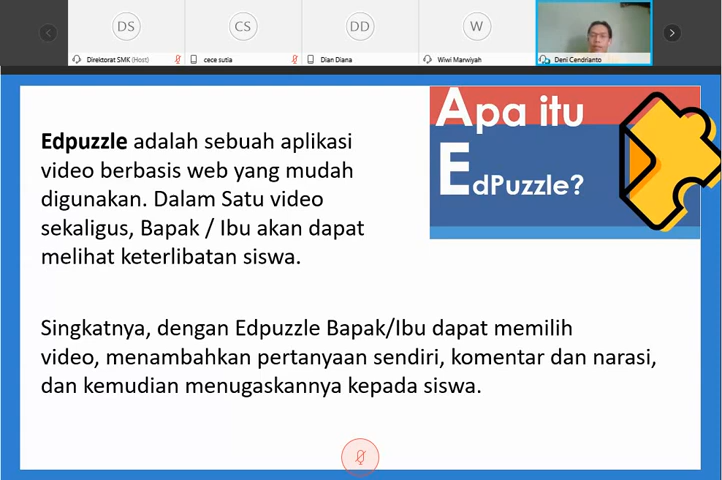 DS
CS
DD
W
Direktorat SMK (Host)
cece sutia
Dian Diana
Wiwi Marwiyah
Deni Cendrianto
Apa itu
EdPuzzle?
Edpuzzle adalah sebuah aplikasi
video berbasis web yang mudah
digunakan. Dalam Satu video
sekaligus, Bapak / Ibu akan dapat
melihat keterlibatan siswa.
Singkatnya, dengan Edpuzzle Bapak/Ibu dapat memilih
video, menambahkan pertanyaan sendiri, komentar dan narasi,
dan kemudian menugaskannya kepada siswa.